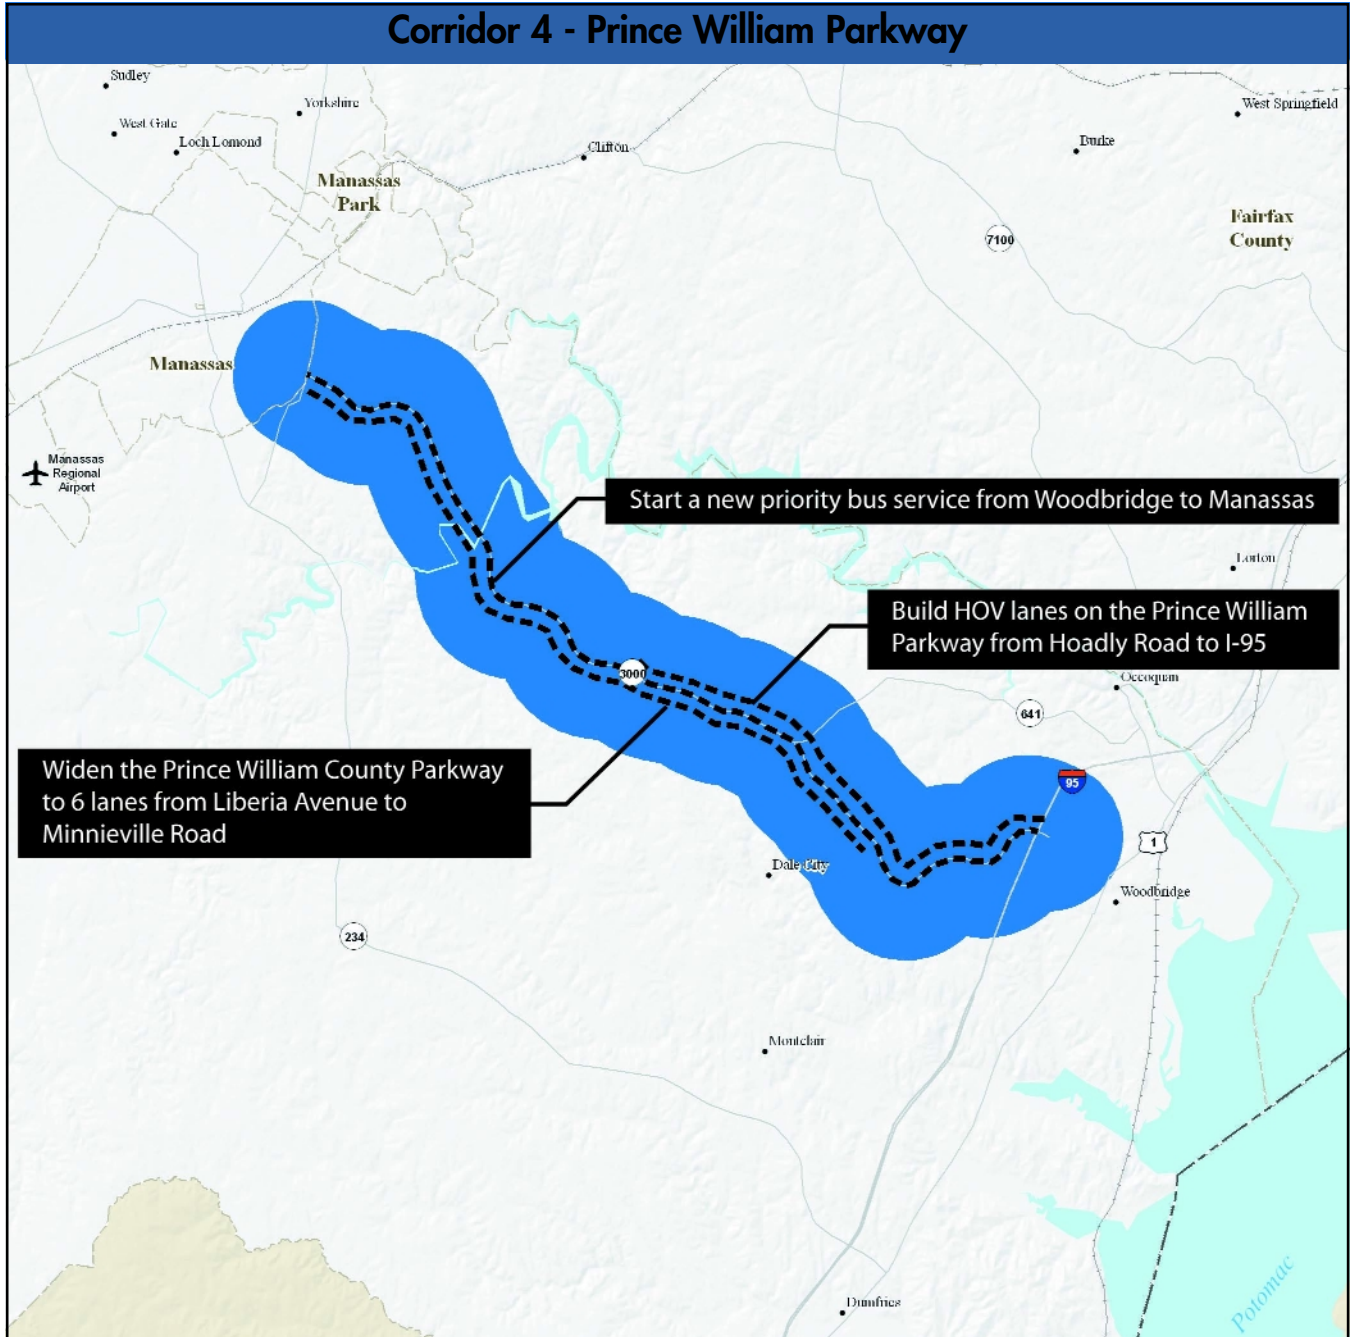 Corridor 4 - Prince William Parkway
Sudley
Yorkshire
West Springfield
West Gate
Loch Lomond
Clifton
Burke
Manassas
Park
Fairfax
County
7100
Manassas
Manassas
Regional
Airport
Start a new priority bus service from Woodbridge to Manassas
Lorton
Build HOV lanes on the Prince William
Parkway from Hoadly Road to I-95
3000
Occoquan
641
Widen the Prince William County Parkway
to 6 lanes from Liberia Avenue to
Minnieville Road
95
1
Dale City
Woodbridge
234
Montclair
Potomac
Dumfries